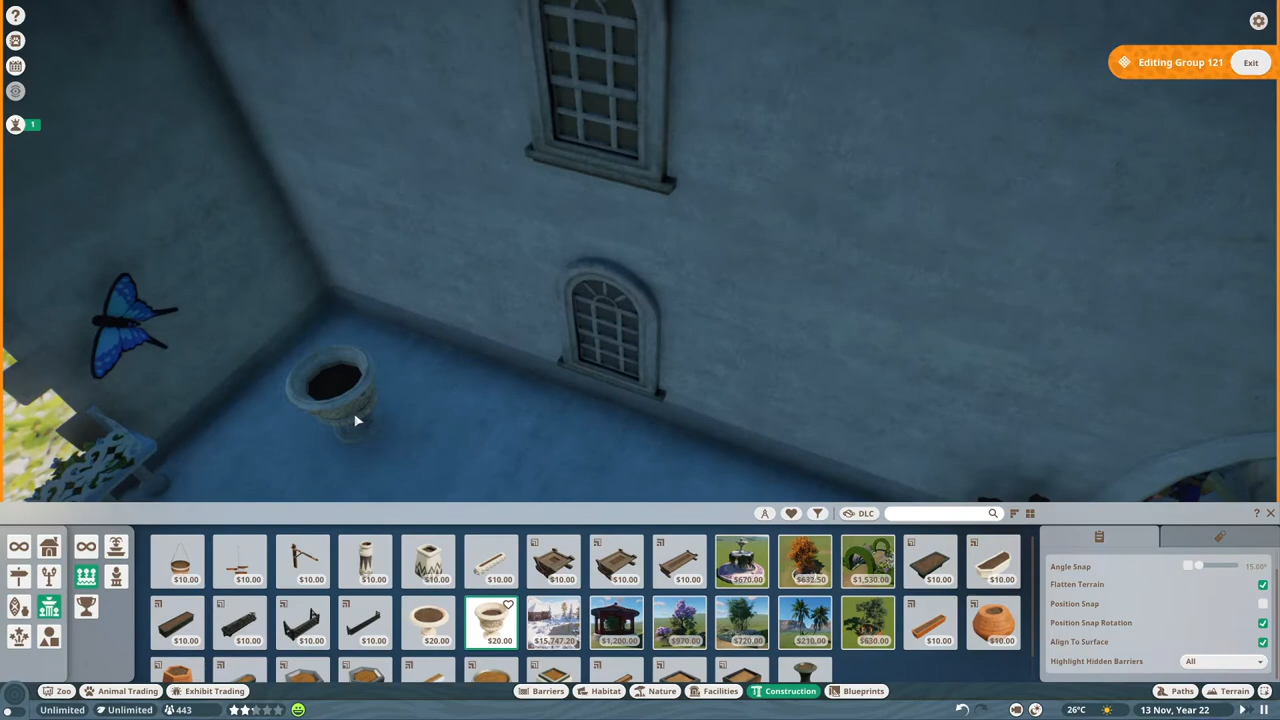 ?
Editing Group 121
Exit
1
DLC
?
$10.00
$10.00
$10.00
$10.00
$10.00
$10.00
$10.00
$10.00
$10.00
$670.00
$632.50
$1,530.00
$10.00
$10.00
$10.00
$10.00
$10.00
$10.00
$20.00
$20.00
$15,747.20
$1,200.00
$970.00
$720.00
$210.00
$630.00
$10.00
$10.00
Angle Snap
15.00°
Flatten Terrain
Position Snap
Position Snap Rotation
Align To Surface
Highlight Hidden Barriers
All
Zoo
Animal Trading
Exhibit Trading
Barriers
Habitat
Nature
Facilities
Construction
Blueprints
Paths
Terrain
Unlimited
Unlimited
443
26°C
13 Nov, Year 22